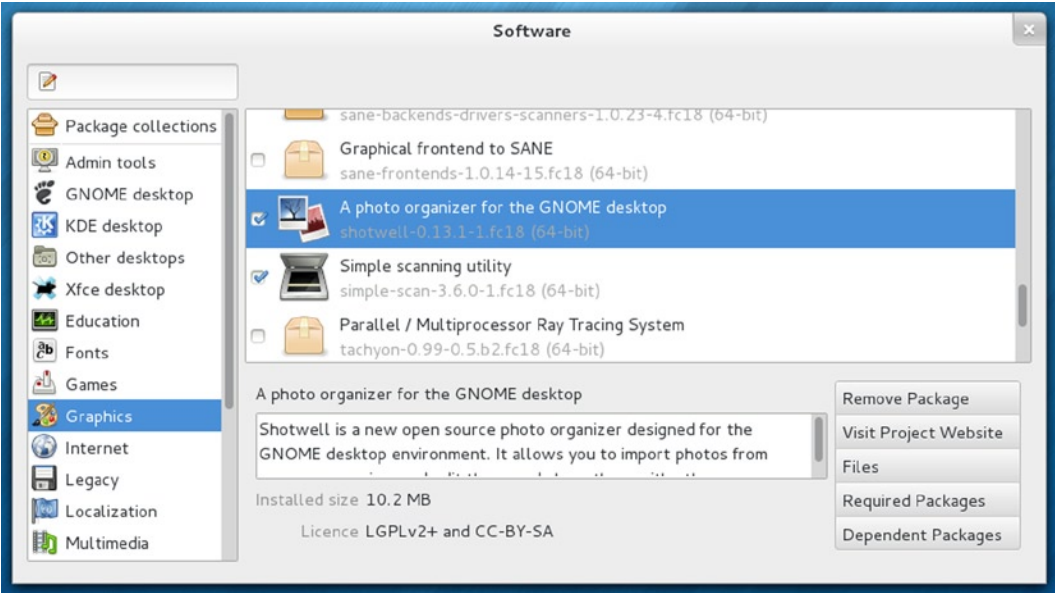 Software
Package collections
Admin tools
GNOME desktop
KDE desktop
Other desktops
Xfce desktop
Education
Fonts
Games
Graphics
Internet
Legacy
Localization
Multimedia
sane-backends-drivers-scanners-1.0.23-4.fc18 (64-bit)
Graphical frontend to SANE
sane-frontends-1.0.14-15.fc18 (64-bit)
A photo organizer for the GNOME desktop
shotwell-0.13.1-1.fc18 (64-bit)
Simple scanning utility
simple-scan-3.6.0-1.fc18 (64-bit)
Parallel / Multiprocessor Ray Tracing System
tachyon-0.99-0.5.b2.fc18 (64-bit)
A photo organizer for the GNOME desktop
Shotwell is a new open source photo organizer designed for the
GNOME desktop environment. It allows you to import photos from
Installed size 10.2 MB
Licence LGPLv2+ and CC-BY-SA
Remove Package
Visit Project Website
Files
Required Packages
Dependent Packages